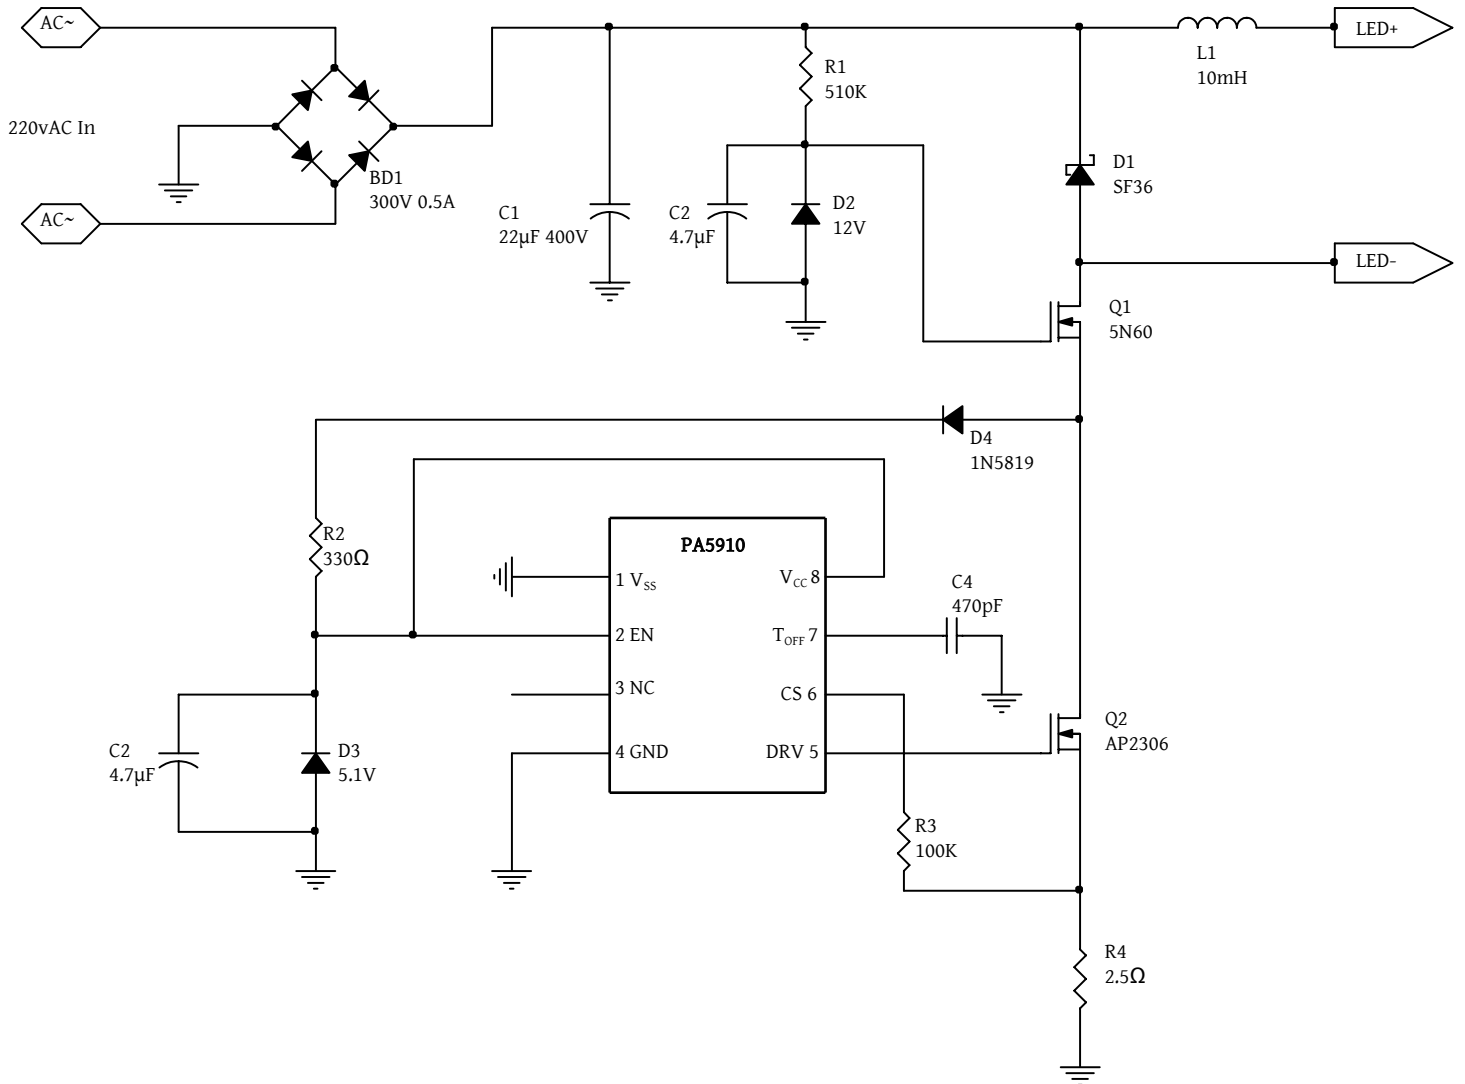 AC~
LED+
L1
10mH
R1
510K
220vAC In
BD1
300V 0.5A
AC~
C1
22µF 400V
C2
4.7µF
D2
12V
D1
SF36
LED-
Q1
5N60
D4
1N5819
R2
330Ω
PA5910
1 VSS
VCC 8
2 EN
TOFF 7
3 NC
CS 6
4 GND
DRV 5
C4
470pF
C2
4.7µF
D3
5.1V
Q2
AP2306
R3
100K
R4
2.5Ω